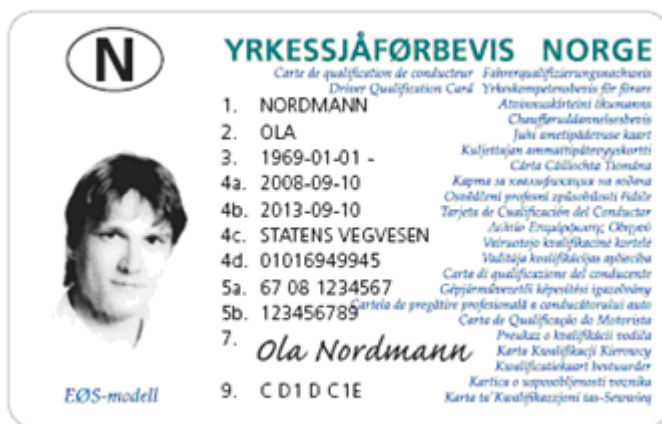 N
YRKESSJÅFØRBEVIS NORGE
Carte de qualification de conducteur Fahrerqualifizierungsnachweis
Driver Qualification Card Yrkeskompetensbevis för förare
1. NORDMANN Atvinnuskírteini ökumanns
Chaufføruddannelsesbevis
2. OLA Juhi ametipädevuse kaart
Kuljettajan ammattipätevyyskortti
3. 1969-01-01 - Cárta Cáilíochta Tiomána
4a. 2008-09-10 Карта за квалификация на водача
Osvědčení profesní způsobilosti řidiče
4b. 2013-09-10 Tarjeta de Cualificación del Conductor
Δελτίο Επιμόρφωσης Οδηγού
4c. STATENS VEGVESEN Vairuotojo kvalifikacinė kortelė
4d. 01016949945 Vadītāja kvalifikācijas apliecība
Carta di qualificazione del conducente
5a. 67 08 1234567 Gépjárművezetői képesítési igazolvány
5b. 123456789 Cartela de pregătire profesională a conducătorului auto
Carta de Qualificação do Motorista
7. Ola Nordmann Preukaz o kvalifikácii vodiča
Karta Kwalifikacji Kierowcy
Kwalificatiekaart bestuurder
Kartica o usposobljenosti voznika
EØS-modell 9. C D1 D C1E Karta ta' Kwalifikazzjoni tas-Sewwieq